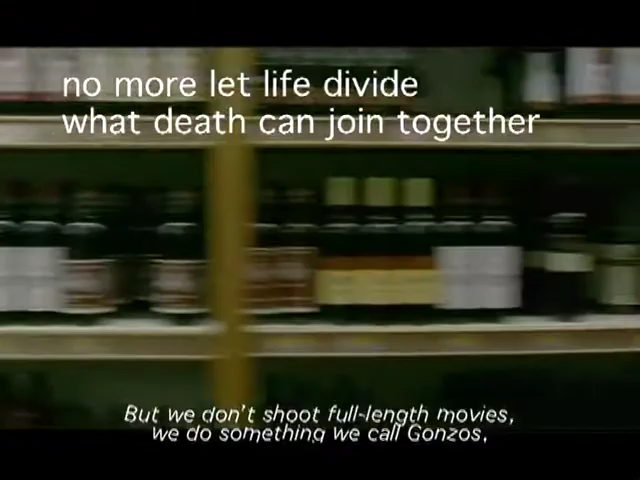 no more let life divide
what death can join together
But we don't shoot full-length movies,
we do something we call Gonzos,